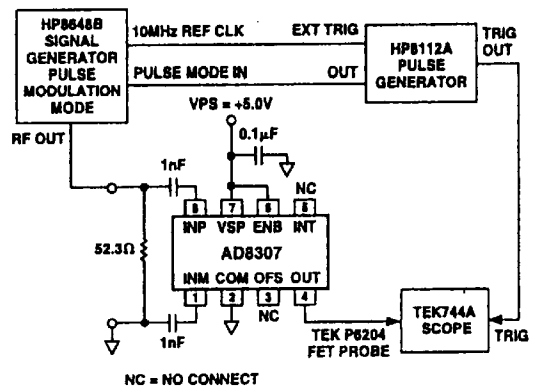 HP8648B
SIGNAL
GENERATOR
PULSE
MODULATION
MODE
10MHz REF CLK
EXT TRIG
HP8112A
PULSE
GENERATOR
TRIG
OUT
PULSE MODE IN
OUT
VPS = +5.0V
RF OUT
0.1µF
1nF
NC
8
7
6
5
INP
VSP
ENB
INT
52.3Ω
AD8307
INM
COM
OFS
OUT
1
2
3
4
NC
1nF
TEK P6204
FET PROBE
TEK744A
SCOPE
TRIG
NC = NO CONNECT